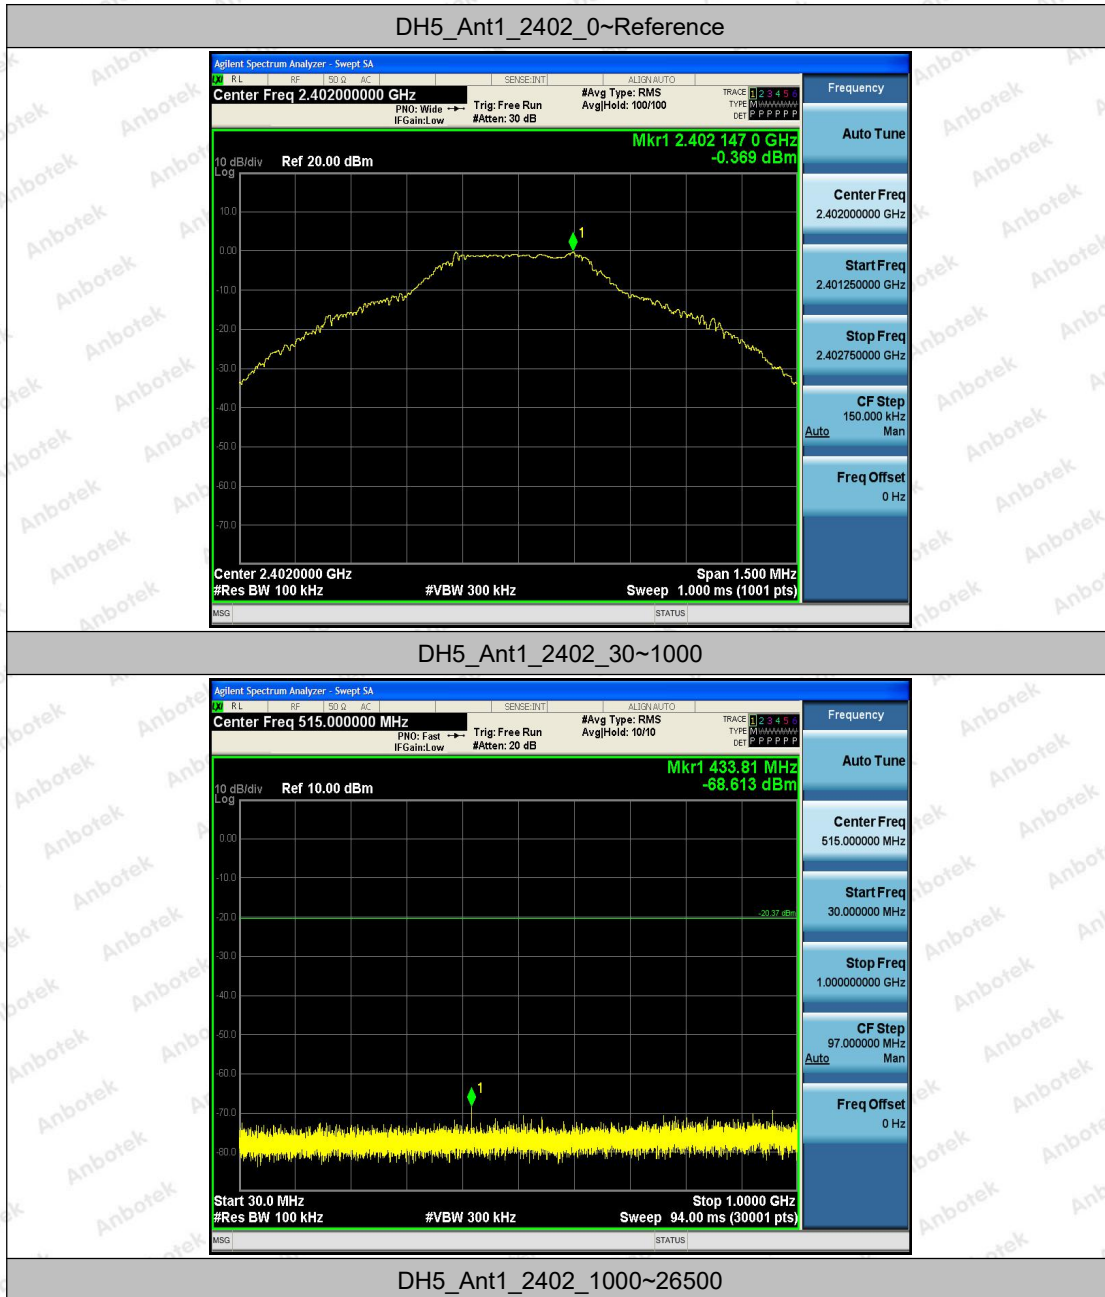 DH5_Ant1_2402_0~Reference
Agilent Spectrum Analyzer - Swept SA
LXI RL RF 50 Ω AC SENSE:INT ALIGNAUTO
Center Freq 2.402000000 GHz
PNO: Wide
IFGain:Low
Trig: Free Run
#Atten: 30 dB
#Avg Type: RMS
Avg|Hold: 100/100
TRACE 1 2 3 4 5 6
TYPE M
DET P P P P P P
Mkr1 2.402 147 0 GHz
-0.369 dBm
10 dB/div Ref 20.00 dBm
Log
10.0
0.00
-10.0
-20.0
-30.0
-40.0
-50.0
-60.0
-70.0
1
Center 2.4020000 GHz Span 1.500 MHz
#Res BW 100 kHz #VBW 300 kHz Sweep 1.000 ms (1001 pts)
MSG STATUS
Frequency
Auto Tune
Center Freq
2.402000000 GHz
Start Freq
2.401250000 GHz
Stop Freq
2.402750000 GHz
CF Step
150.000 kHz
Auto Man
Freq Offset
0 Hz
DH5_Ant1_2402_30~1000
Agilent Spectrum Analyzer - Swept SA
LXI RL RF 50 Ω AC SENSE:INT ALIGNAUTO
Center Freq 515.000000 MHz
PNO: Fast
IFGain:Low
Trig: Free Run
#Atten: 20 dB
#Avg Type: RMS
Avg|Hold: 10/10
TRACE 1 2 3 4 5 6
TYPE M
DET P P P P P P
Mkr1 433.81 MHz
-68.613 dBm
10 dB/div Ref 10.00 dBm
Log
0.00
-10.0
-20.0
-30.0
-40.0
-50.0
-60.0
-70.0
-80.0
-20.37 dBm
1
Start 30.0 MHz Stop 1.0000 GHz
#Res BW 100 kHz #VBW 300 kHz Sweep 94.00 ms (30001 pts)
MSG STATUS
Frequency
Auto Tune
Center Freq
515.000000 MHz
Start Freq
30.000000 MHz
Stop Freq
1.000000000 GHz
CF Step
97.000000 MHz
Auto Man
Freq Offset
0 Hz
DH5_Ant1_2402_1000~26500